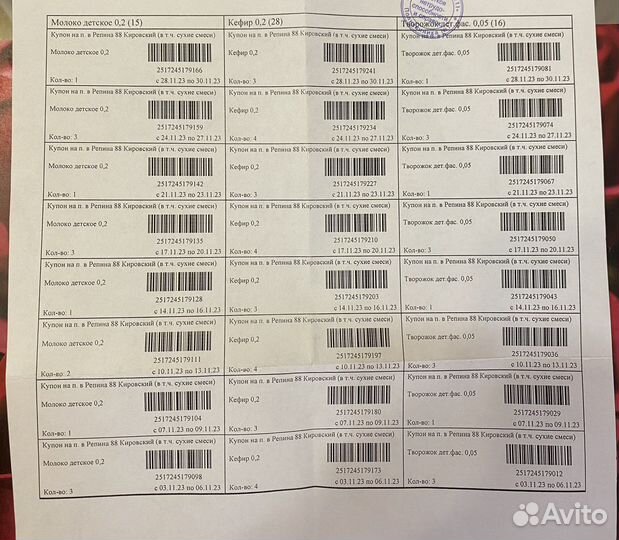 Молоко детское 0,2 (15) Кефир 0,2 (28) Творожок дет.фас. 0,05 (16)
Купон на п. в Репина 88 Кировский (в т.ч. сухие смеси) Купон на п. в Репина 88 Кировский (в т.ч. сухие смеси) Купон на п. в Репина 88 Кировский (в т.ч. сухие смеси)
Молоко детское 0,2 Кефир 0,2 Творожок дет.фас. 0,05
2517245179166 2517245179241 2517245179081
Кол-во: 1 с 28.11.23 по 30.11.23 Кол-во: 3 с 28.11.23 по 30.11.23 Кол-во: 1 с 28.11.23 по 30.11.23
Купон на п. в Репина 88 Кировский (в т.ч. сухие смеси) Купон на п. в Репина 88 Кировский (в т.ч. сухие смеси) Купон на п. в Репина 88 Кировский (в т.ч. сухие смеси)
Молоко детское 0,2 Кефир 0,2 Творожок дет.фас. 0,05
2517245179159 2517245179234 2517245179074
Кол-во: 3 с 24.11.23 по 27.11.23 Кол-во: 4 с 24.11.23 по 27.11.23 Кол-во: 3 с 24.11.23 по 27.11.23
Купон на п. в Репина 88 Кировский (в т.ч. сухие смеси) Купон на п. в Репина 88 Кировский (в т.ч. сухие смеси) Купон на п. в Репина 88 Кировский (в т.ч. сухие смеси)
Молоко детское 0,2 Кефир 0,2 Творожок дет.фас. 0,05
2517245179142 2517245179227 2517245179067
Кол-во: 1 с 21.11.23 по 23.11.23 Кол-во: 3 с 21.11.23 по 23.11.23 Кол-во: 1 с 21.11.23 по 23.11.23
Купон на п. в Репина 88 Кировский (в т.ч. сухие смеси) Купон на п. в Репина 88 Кировский (в т.ч. сухие смеси) Купон на п. в Репина 88 Кировский (в т.ч. сухие смеси)
Молоко детское 0,2 Кефир 0,2 Творожок дет.фас. 0,05
2517245179135 2517245179210 2517245179050
Кол-во: 3 с 17.11.23 по 20.11.23 Кол-во: 4 с 17.11.23 по 20.11.23 Кол-во: 3 с 17.11.23 по 20.11.23
Купон на п. в Репина 88 Кировский (в т.ч. сухие смеси) Купон на п. в Репина 88 Кировский (в т.ч. сухие смеси) Купон на п. в Репина 88 Кировский (в т.ч. сухие смеси)
Молоко детское 0,2 Кефир 0,2 Творожок дет.фас. 0,05
2517245179128 2517245179203 2517245179043
Кол-во: 1 с 14.11.23 по 16.11.23 Кол-во: 3 с 14.11.23 по 16.11.23 Кол-во: 1 с 14.11.23 по 16.11.23
Купон на п. в Репина 88 Кировский (в т.ч. сухие смеси) Купон на п. в Репина 88 Кировский (в т.ч. сухие смеси) Купон на п. в Репина 88 Кировский (в т.ч. сухие смеси)
Молоко детское 0,2 Кефир 0,2 Творожок дет.фас. 0,05
2517245179111 2517245179197 2517245179036
Кол-во: 2 с 10.11.23 по 13.11.23 Кол-во: 4 с 10.11.23 по 13.11.23 Кол-во: 3 с 10.11.23 по 13.11.23
Купон на п. в Репина 88 Кировский (в т.ч. сухие смеси) Купон на п. в Репина 88 Кировский (в т.ч. сухие смеси) Купон на п. в Репина 88 Кировский (в т.ч. сухие смеси)
Молоко детское 0,2 Кефир 0,2 Творожок дет.фас. 0,05
2517245179104 2517245179180 2517245179029
Кол-во: 1 с 07.11.23 по 09.11.23 Кол-во: 3 с 07.11.23 по 09.11.23 Кол-во: 1 с 07.11.23 по 09.11.23
Купон на п. в Репина 88 Кировский (в т.ч. сухие смеси) Купон на п. в Репина 88 Кировский (в т.ч. сухие смеси) Купон на п. в Репина 88 Кировский (в т.ч. сухие смеси)
Молоко детское 0,2 Кефир 0,2 Творожок дет.фас. 0,05
2517245179098 2517245179173 2517245179012
Кол-во: 3 с 03.11.23 по 06.11.23 Кол-во: 4 с 03.11.23 по 06.11.23 Кол-во: 3 с 03.11.23 по 06.11.23
Avito